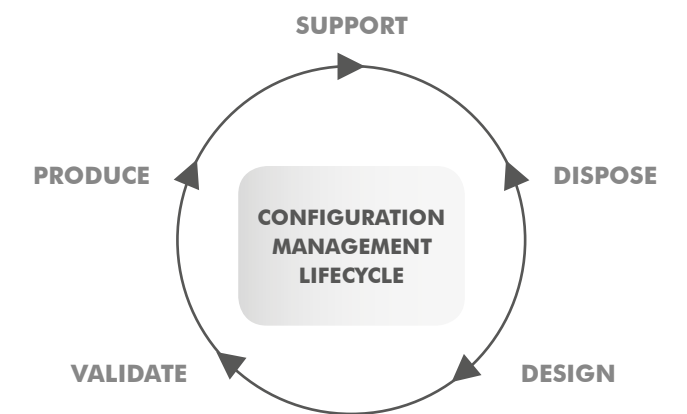 SUPPORT
PRODUCE
DISPOSE
CONFIGURATION
MANAGEMENT
LIFECYCLE
VALIDATE
DESIGN